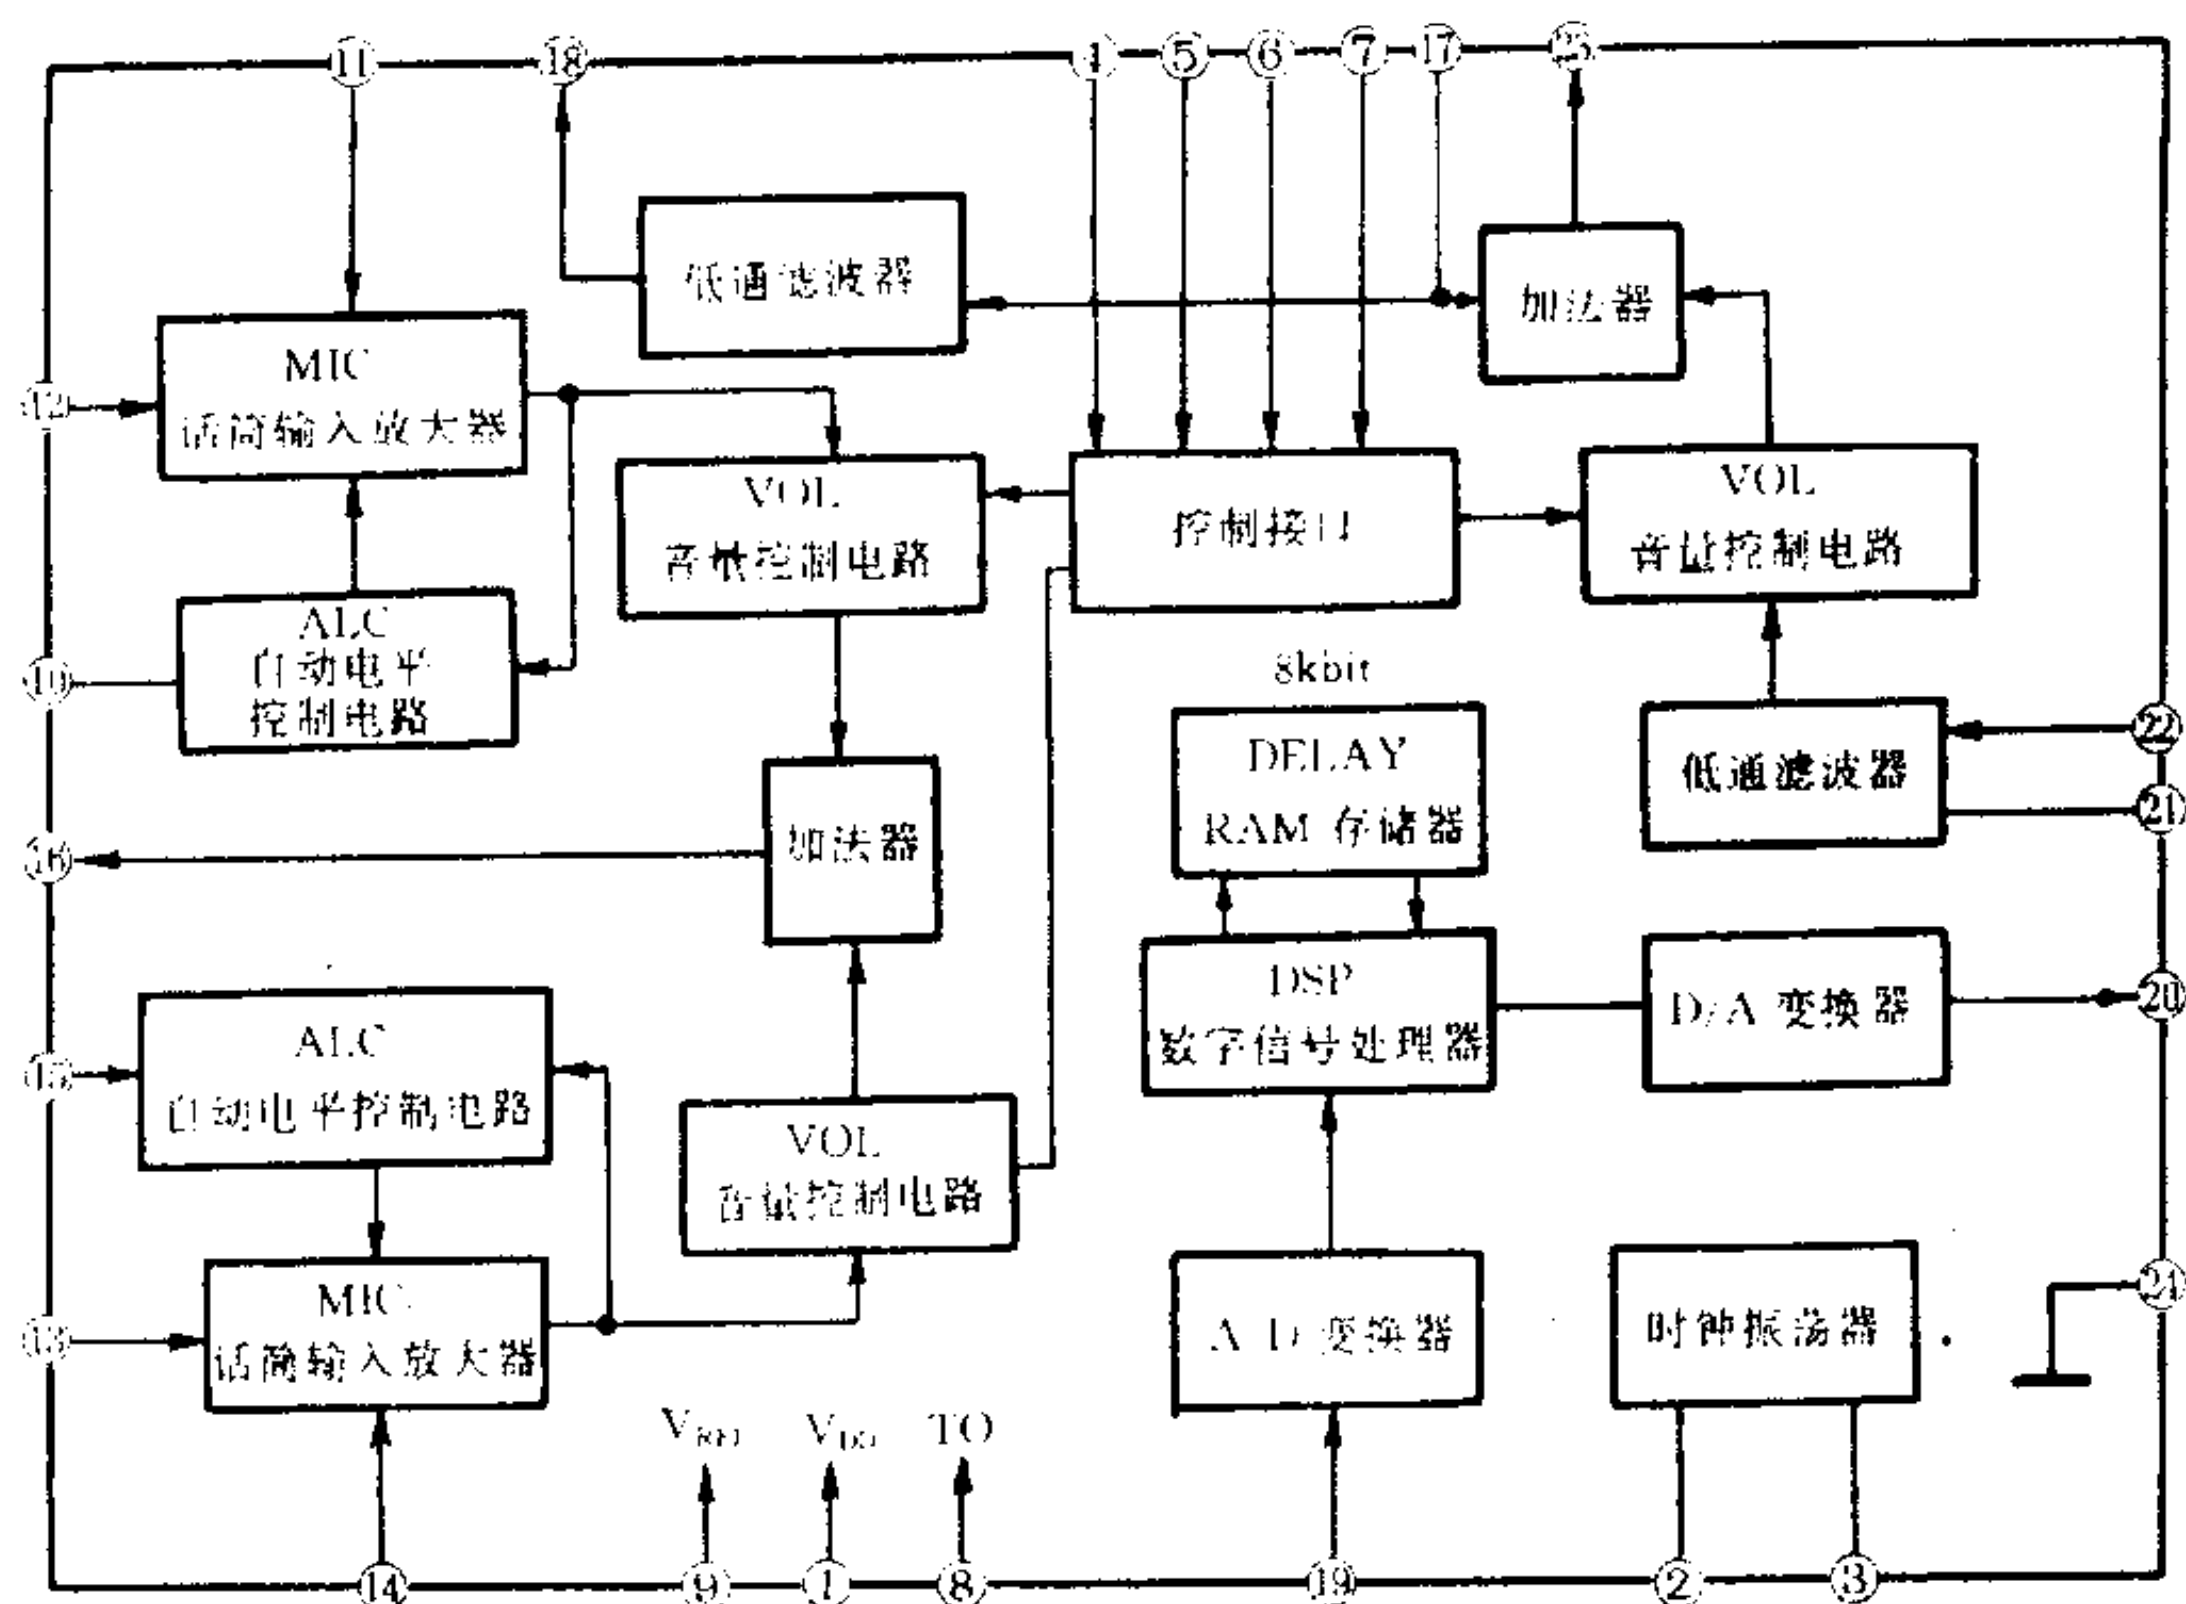 ⑪ ⑱ ④ ⑤ ⑥ ⑦ ⑰
低通滤波器
加法器
MIC
话筒输入放大器
⑫
VOL
音量控制电路
控制接口
VOL
音量控制电路
ALC
自动电平
控制电路
⑩
8kbit
DELAY
RAM 存储器
低通滤波器
㉒
㉑
加法器
⑯
DSP
数字信号处理器
D/A 变换器
⑳
ALC
自动电平控制电路
⑮
VOL
音量控制电路
MIC
话筒输入放大器
⑬
A D 变换器
时钟振荡器
TO
⑭ ⑨ ① ⑧ ⑲ ② ③